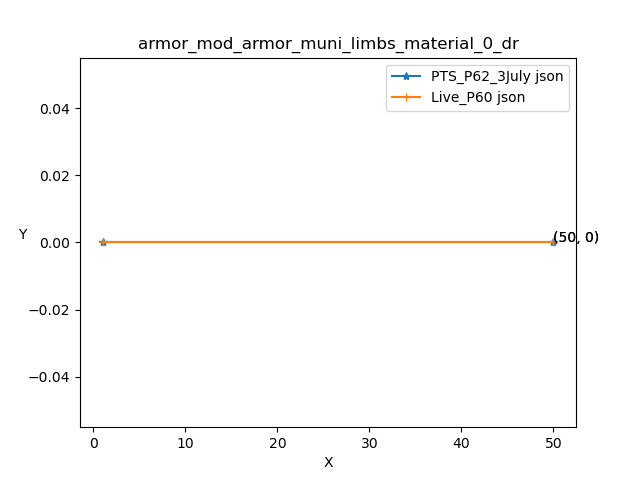 armor_mod_armor_muni_limbs_material_0_dr
PTS_P62_3July json
Live_P60 json
0.04
0.02
0.00
−0.02
−0.04
Y
(50, 0)
0 10 20 30 40 50
X